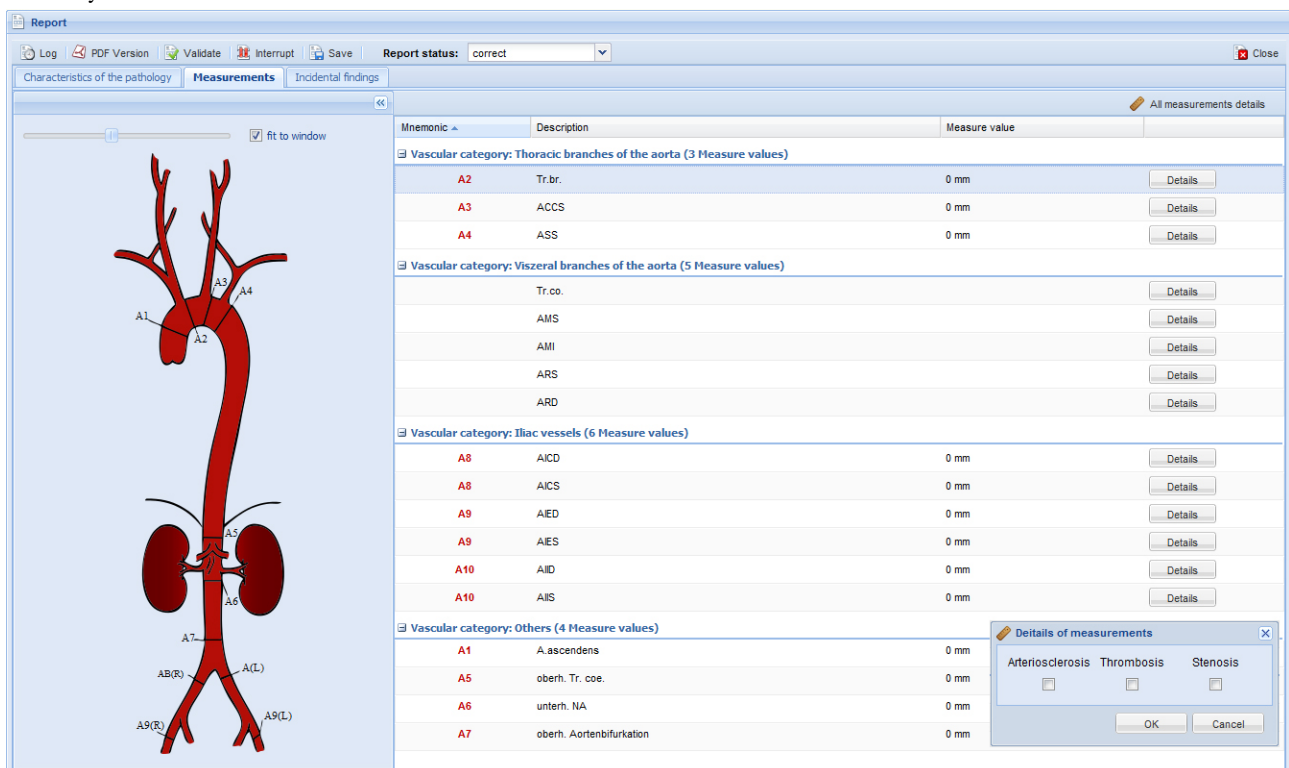 Report
Log PDF Version Validate Interrupt Save Report status: correct Close
Characteristics of the pathology Measurements Incidental findings
All measurements details
fit to window
Mnemonic Description Measure value
Vascular category: Thoracic branches of the aorta (3 Measure values)
A2 Tr.br. 0 mm Details
A3 ACCS 0 mm Details
A4 ASS 0 mm Details
Vascular category: Viszeral branches of the aorta (5 Measure values)
Tr.co. Details
AMS Details
AMI Details
ARS Details
ARD Details
Vascular category: Iliac vessels (6 Measure values)
A8 AICD 0 mm Details
A8 AICS 0 mm Details
A9 AIED 0 mm Details
A9 AIES 0 mm Details
A10 AIID 0 mm Details
A10 AIIS 0 mm Details
Vascular category: Others (4 Measure values)
A1 A.ascendens 0 mm
A5 oberh. Tr. coe. 0 mm
A6 unterh. NA 0 mm
A7 oberh. Aortenbifurkation 0 mm
A3
A4
A1
A2
A5
A6
A7
AB(R) A(L)
A9(R) A9(L)
Deitails of measurements
Arteriosclerosis Thrombosis Stenosis
OK Cancel